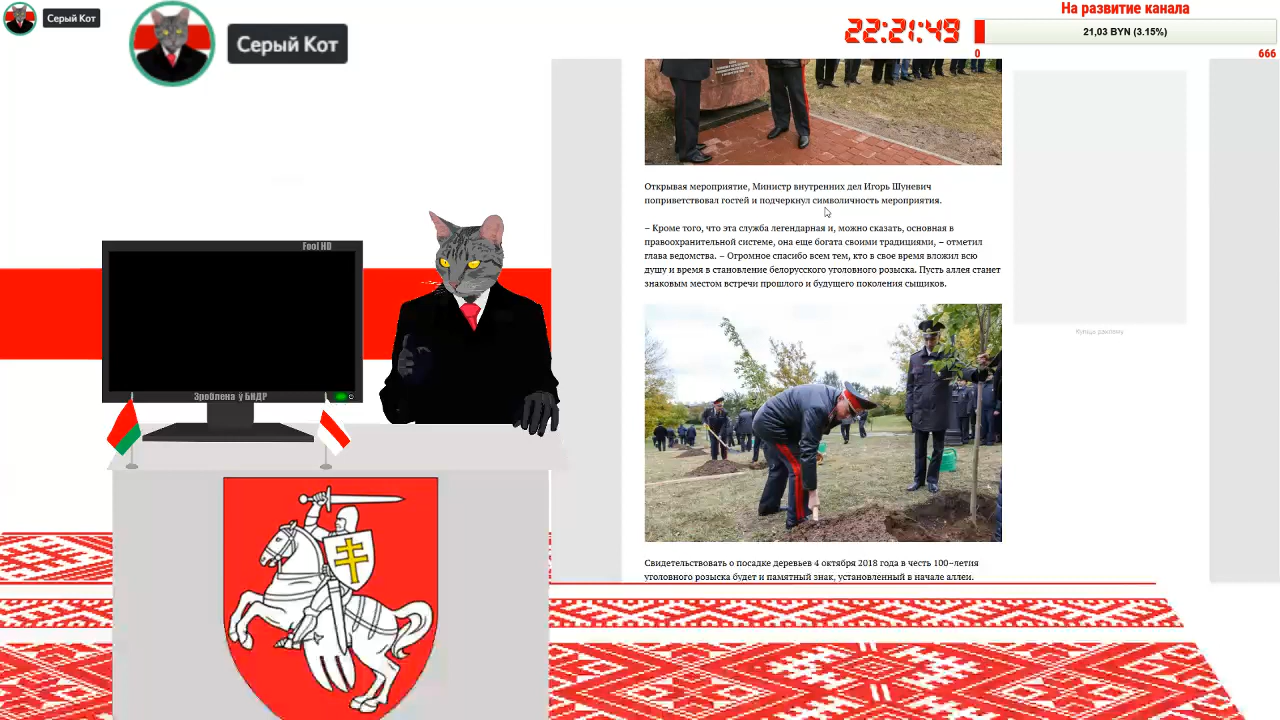 Серый Кот
Серый Кот
22:21:49
На развитие канала
21,03 BYN (3.15%)
0
666
Открывая мероприятие, Министр внутренних дел Игорь Шуневич
поприветствовал гостей и подчеркнул символичность мероприятия.
– Кроме того, что эта служба легендарная и, можно сказать, основная в
правоохранительной системе, она еще богата своими традициями, – отметил
глава ведомства. – Огромное спасибо всем тем, кто в свое время вложил всю
душу и время в становление белорусского уголовного розыска. Пусть аллея станет
знаковым местом встречи прошлого и будущего поколения сыщиков.
Fool HD
Зроблена ў БНДР
Свидетельствовать о посадке деревьев 4 октября 2018 года в честь 100–летия
уголовного розыска будет и памятный знак, установленный в начале аллеи.